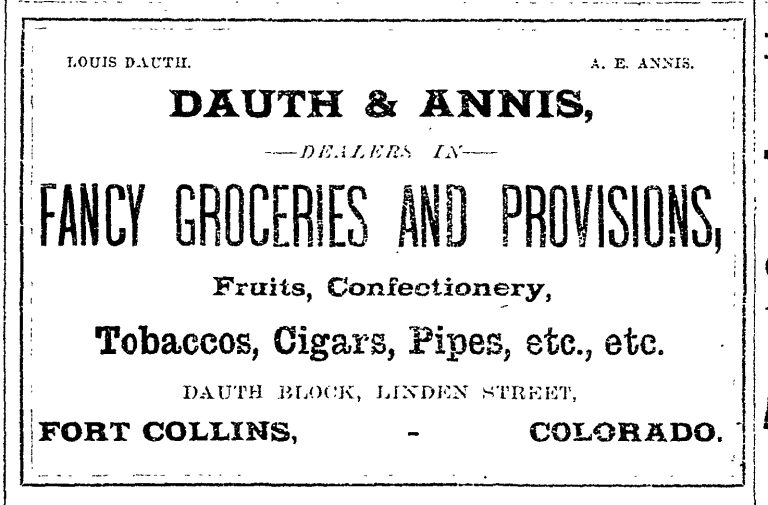 LOUIS DAUTH. A. E. ANNIS.
DAUTH & ANNIS,
—DEALERS IN—
FANCY GROCERIES AND PROVISIONS,
Fruits, Confectionery,
Tobaccos, Cigars, Pipes, etc., etc.
DAUTH BLOCK, LINDEN STREET,
FORT COLLINS, - COLORADO.